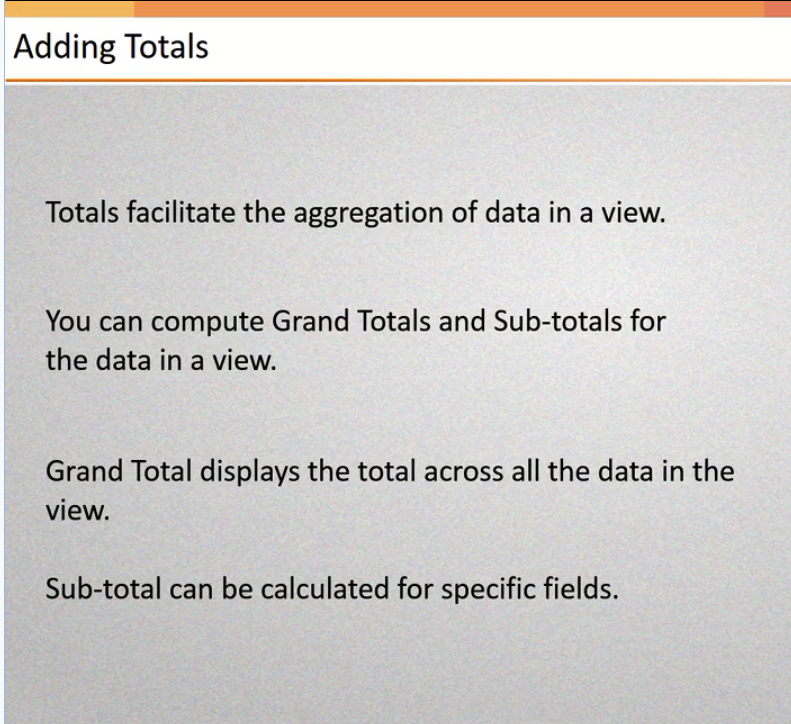 Adding Totals
Totals facilitate the aggregation of data in a view.
You can compute Grand Totals and Sub-totals for
the data in a view.
Grand Total displays the total across all the data in the
view.
Sub-total can be calculated for specific fields.